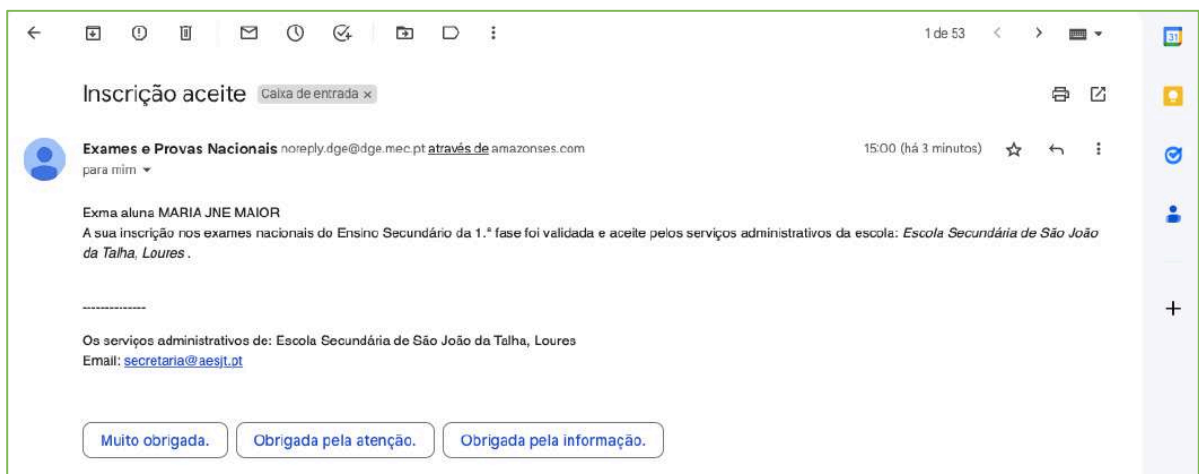 1 de 53
31
Inscrição aceite Caixa de entrada x
Exames e Provas Nacionais noreply.dge@dge.mec.pt através de amazonses.com
15:00 (há 3 minutos)
para mim
Exma aluna MARIA JNE MAIOR
A sua inscrição nos exames nacionais do Ensino Secundário da 1.ª fase foi validada e aceite pelos serviços administrativos da escola: Escola Secundária de São João
da Talha, Loures .
--------------
Os serviços administrativos de: Escola Secundária de São João da Talha, Loures
Email: secretaria@aesjt.pt
Muito obrigada. Obrigada pela atenção. Obrigada pela informação.